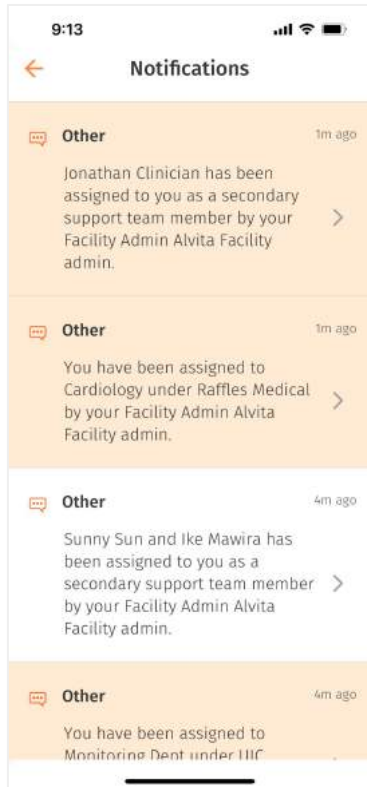 9:13
Notifications
Other 1m ago
Jonathan Clinician has been
assigned to you as a secondary
support team member by your
Facility Admin Alvita Facility
admin.
Other 1m ago
You have been assigned to
Cardiology under Raffles Medical
by your Facility Admin Alvita
Facility admin.
Other 4m ago
Sunny Sun and Ike Mawira has
been assigned to you as a
secondary support team member
by your Facility Admin Alvita
Facility admin.
Other 4m ago
You have been assigned to
Monitoring Dept under